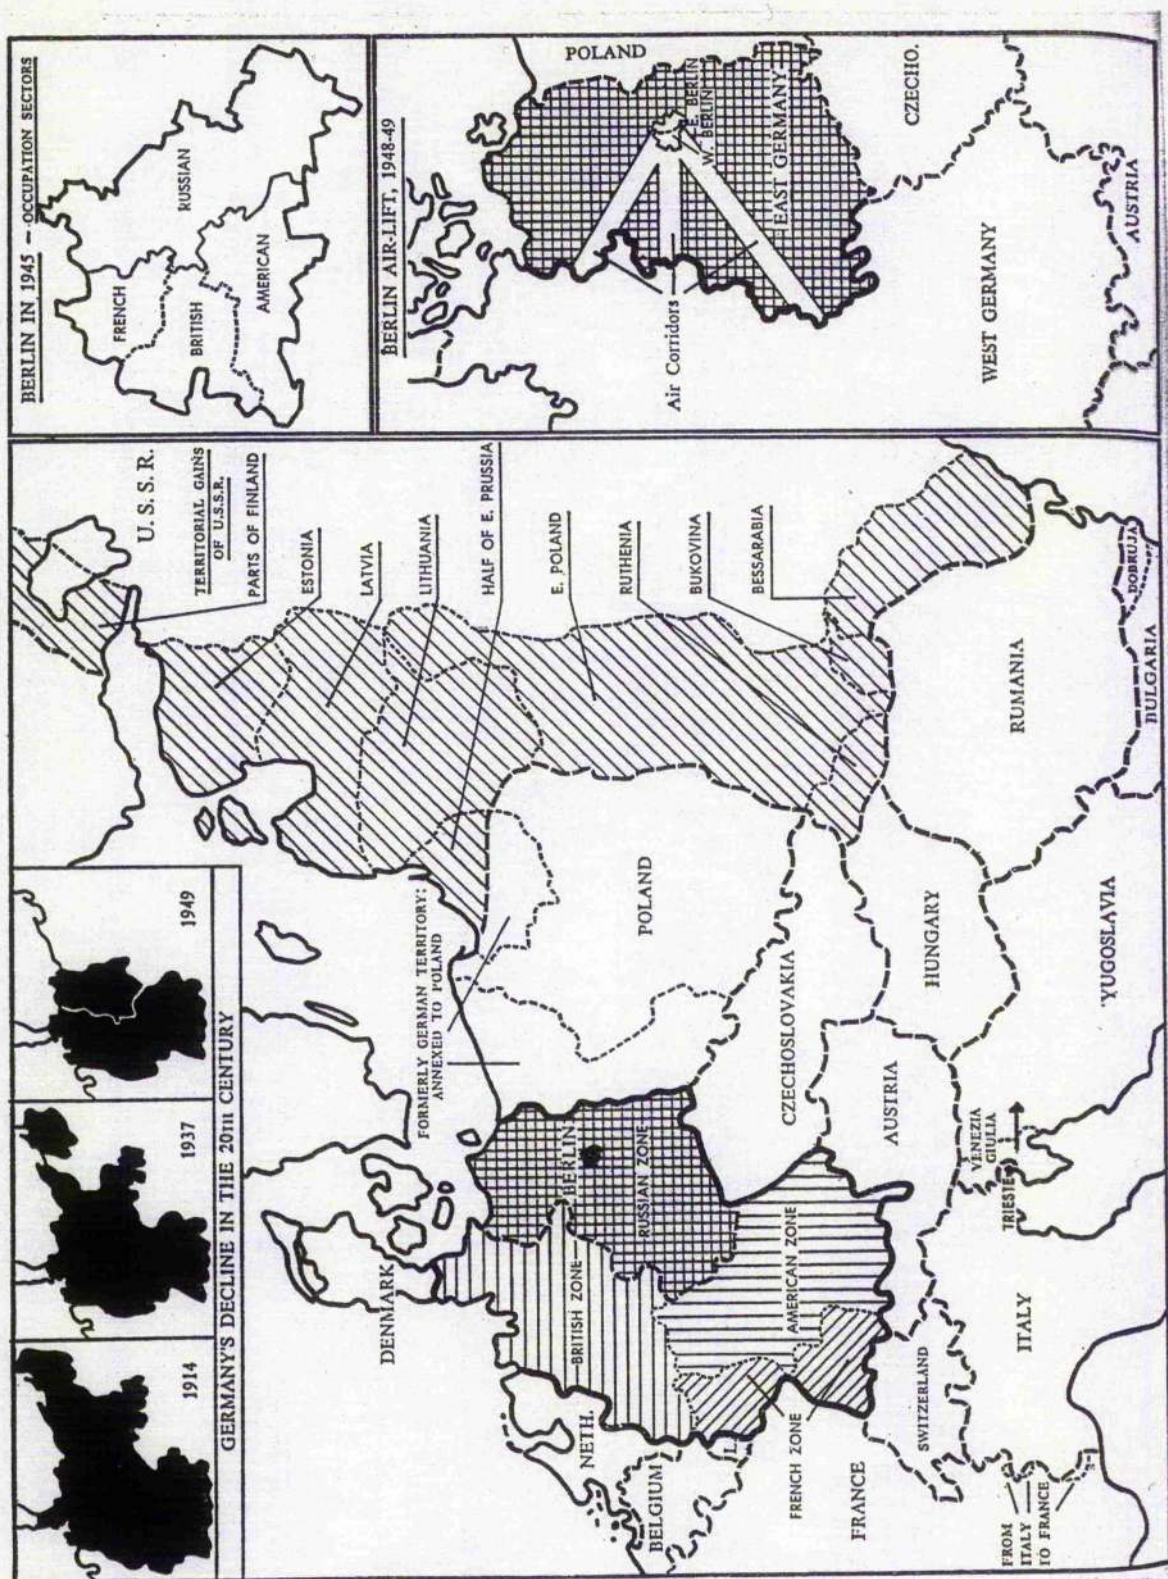 GERMANY'S DECLINE IN THE 20TH CENTURY
1914
1937
1949
U. S. S. R.
TERRITORIAL GAINS
OF U.S.S.R.
PARTS OF FINLAND
ESTONIA
LATVIA
LITHUANIA
HALF OF E. PRUSSIA
E. POLAND
RUTHENIA
BUKOVINA
BESSARABIA
FORMERLY GERMAN TERRITORY:
ANNEXED TO POLAND
DENMARK
BERLIN
RUSSIAN ZONE
BRITISH ZONE
AMERICAN ZONE
FRENCH ZONE
NETH.
BELGIUM
L.
FRANCE
SWITZERLAND
ITALY
FROM
ITALY
TO FRANCE
POLAND
CZECHOSLOVAKIA
AUSTRIA
HUNGARY
VENEZIA
GIULIA
TRIESTE
YUGOSLAVIA
RUMANIA
DOBRUJA
BULGARIA
BERLIN IN 1945 -- OCCUPATION SECTORS
FRENCH
BRITISH
RUSSIAN
AMERICAN
BERLIN AIR-LIFT, 1948-49
POLAND
E. BERLIN
W. BERLIN
EAST GERMANY
Air Corridors
CZECHO.
WEST GERMANY
AUSTRIA